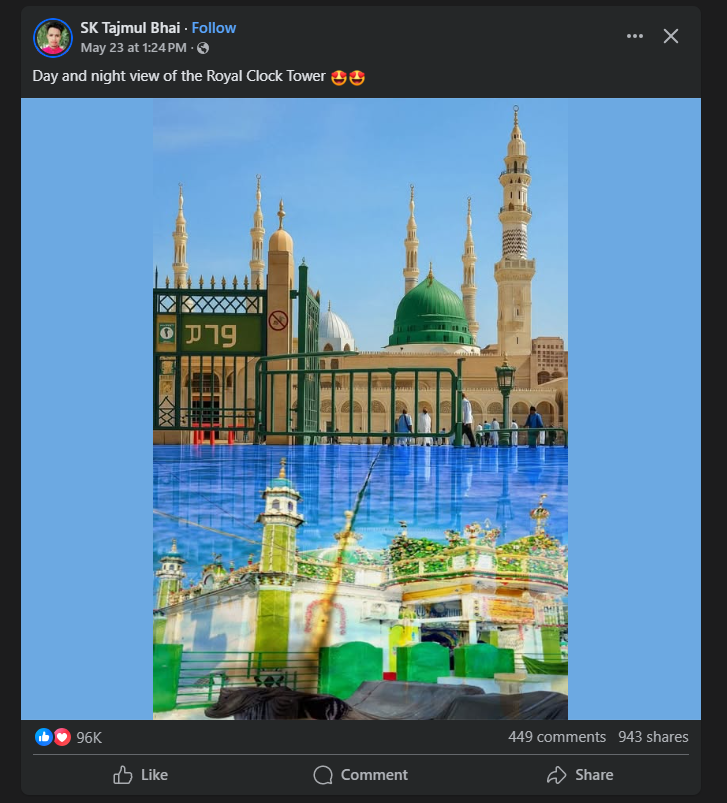 SK Tajmul Bhai · Follow
May 23 at 1:24 PM ·
Day and night view of the Royal Clock Tower 🤩🤩
96K
449 comments 943 shares
Like Comment Share